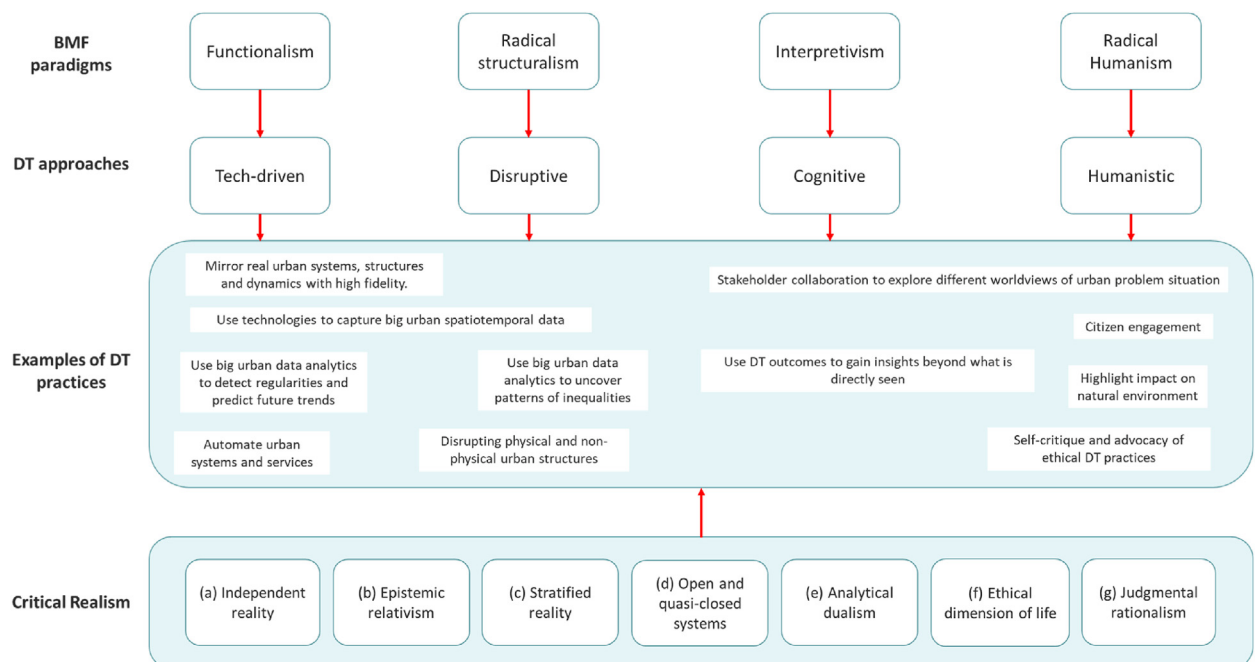 BMF
paradigms
Functionalism
Radical
structuralism
Interpretivism
Radical
Humanism
DT approaches
Tech-driven
Disruptive
Cognitive
Humanistic
Examples of DT
practices
Mirror real urban systems, structures
and dynamics with high fidelity.
Stakeholder collaboration to explore different worldviews of urban problem situation
Use technologies to capture big urban spatiotemporal data
Citizen engagement
Use big urban data analytics
to detect regularities and
predict future trends
Use big urban data
analytics to uncover
patterns of inequalities
Use DT outcomes to gain insights beyond what is
directly seen
Highlight impact on
natural environment
Automate urban
systems and services
Disrupting physical and non-
physical urban structures
Self-critique and advocacy of
ethical DT practices
Critical Realism
(a) Independent
reality
(b) Epistemic
relativism
(c) Stratified
reality
(d) Open and
quasi-closed
systems
(e) Analytical
dualism
(f) Ethical
dimension of life
(g) Judgmental
rationalism